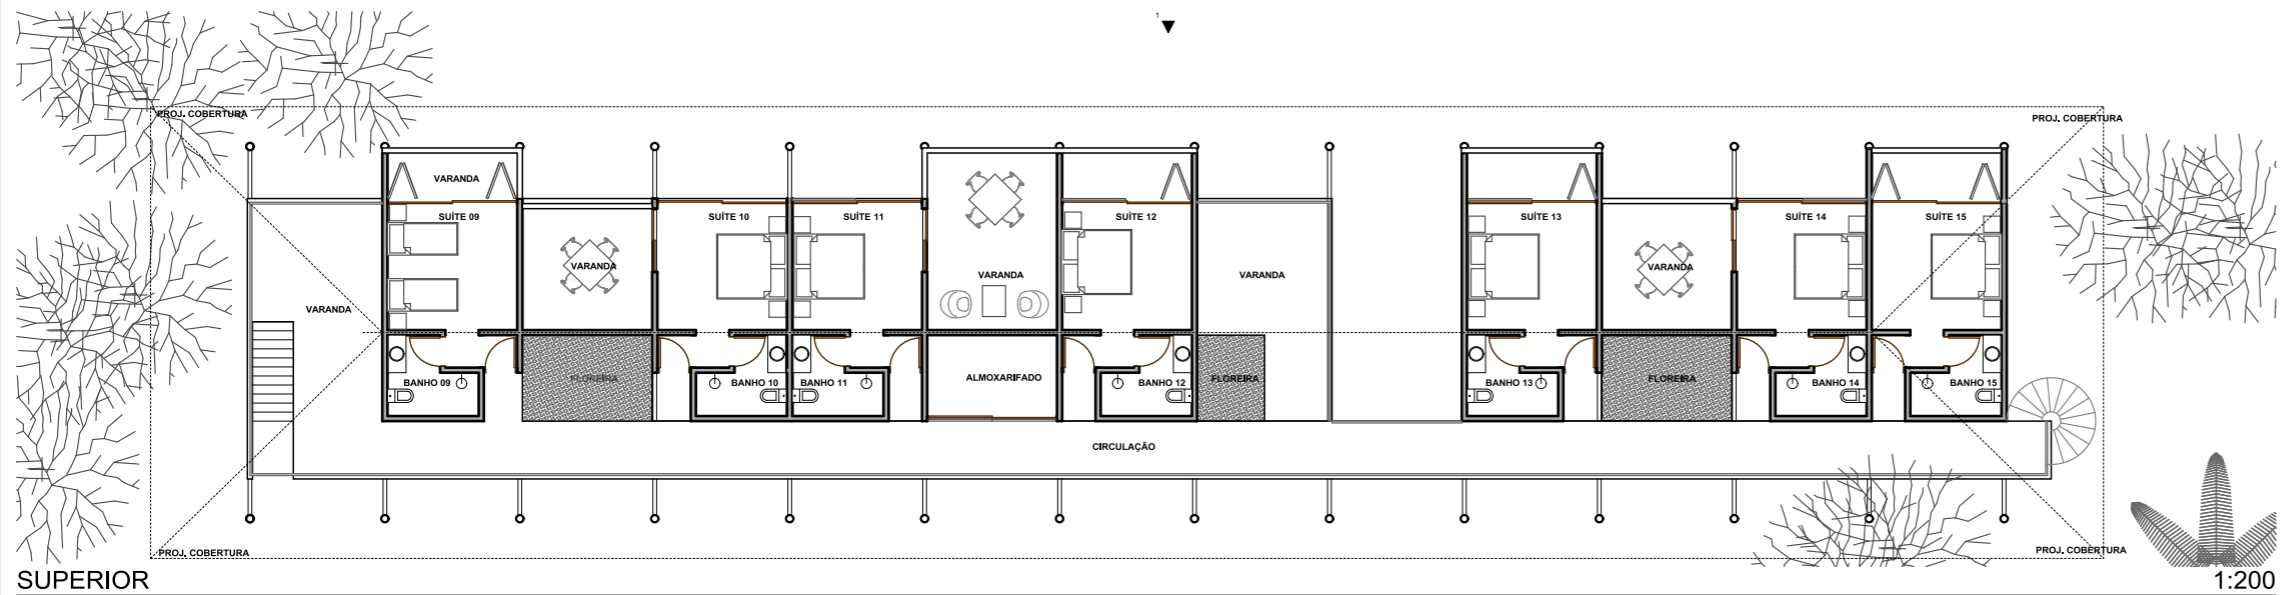 1
PROJ. COBERTURA
PROJ. COBERTURA
VARANDA
SUÍTE 09
SUÍTE 10
SUÍTE 11
SUÍTE 12
SUÍTE 13
SUÍTE 14
SUÍTE 15
VARANDA
VARANDA
VARANDA
VARANDA
VARANDA
BANHO 09
FLOREIRA
BANHO 10
BANHO 11
ALMOXARIFADO
BANHO 12
FLOREIRA
BANHO 13
FLOREIRA
BANHO 14
BANHO 15
CIRCULAÇÃO
PROJ. COBERTURA
PROJ. COBERTURA
SUPERIOR
1:200